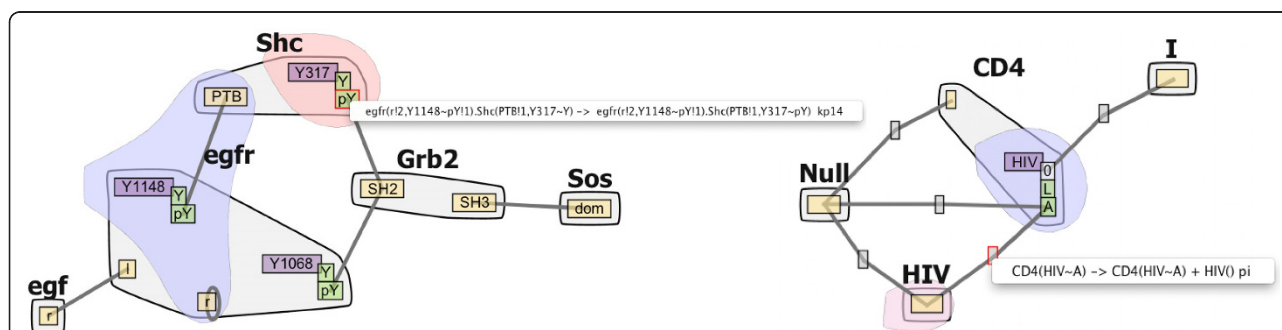 Shc
Y317
Y
pY
PTB
egfr(r!2,Y1148~pY!1).Shc(PTB!1,Y317~Y) -> egfr(r!2,Y1148~pY!1).Shc(PTB!1,Y317~pY) kp14
egfr
Y1148
Y
pY
Grb2
SH2
SH3
Sos
dom
Y1068
Y
pY
l
r
egf
r
I
CD4
HIV
0
L
A
Null
CD4(HIV~A) -> CD4(HIV~A) + HIV() pi
HIV